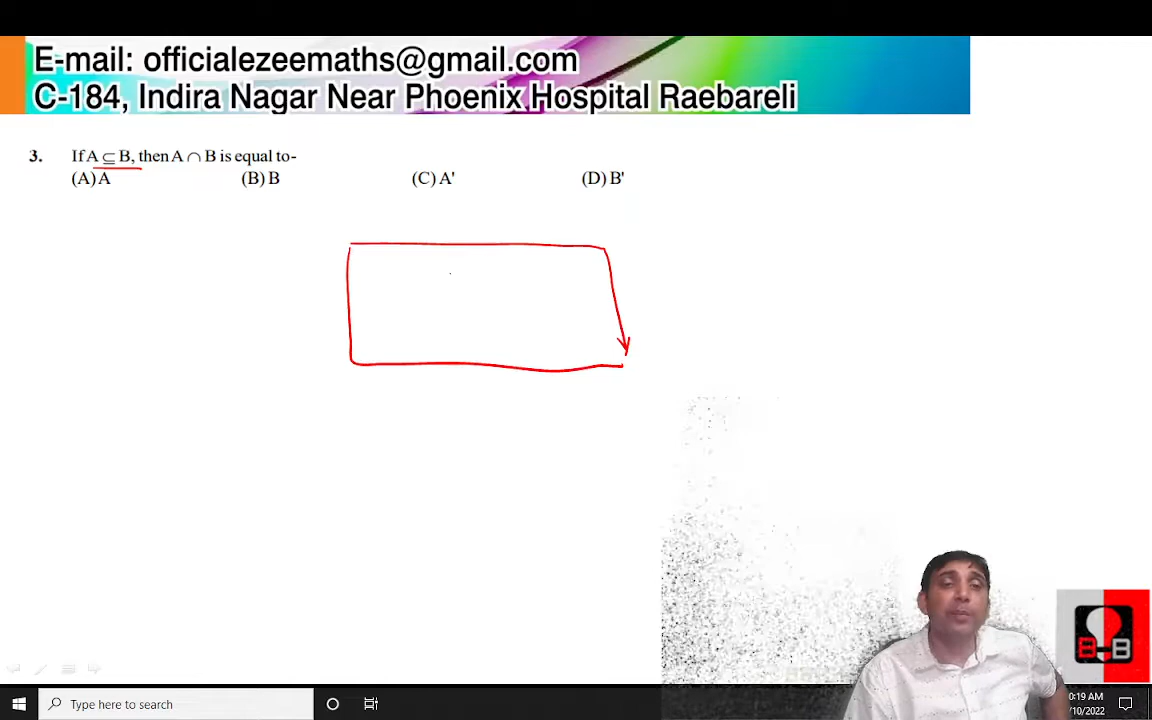 E-mail: officialezeemaths@gmail.com
C-184, Indira Nagar Near Phoenix Hospital Raebareli
3. If A ⊆ B, then A ∩ B is equal to-
(A) A (B) B (C) A' (D) B'
B B
Type here to search
0:19 AM
/10/2022